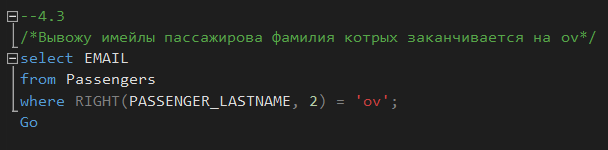 --4.3
/*Вывожу имейлы пассажирова фамилия котрых заканчивается на ov*/
select EMAIL
from Passengers
where RIGHT(PASSENGER_LASTNAME, 2) = 'ov';
Go